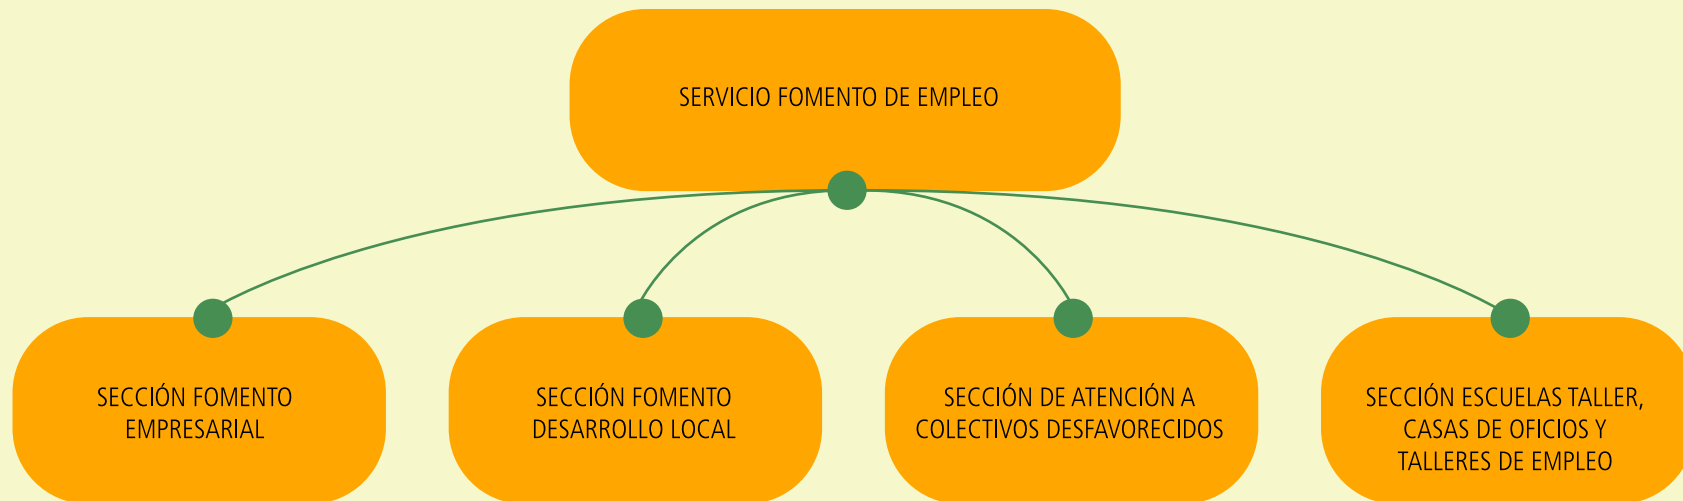 SERVICIO FOMENTO DE EMPLEO
SECCIÓN FOMENTO
EMPRESARIAL
SECCIÓN FOMENTO
DESARROLLO LOCAL
SECCIÓN DE ATENCIÓN A
COLECTIVOS DESFAVORECIDOS
SECCIÓN ESCUELAS TALLER,
CASAS DE OFICIOS Y
TALLERES DE EMPLEO